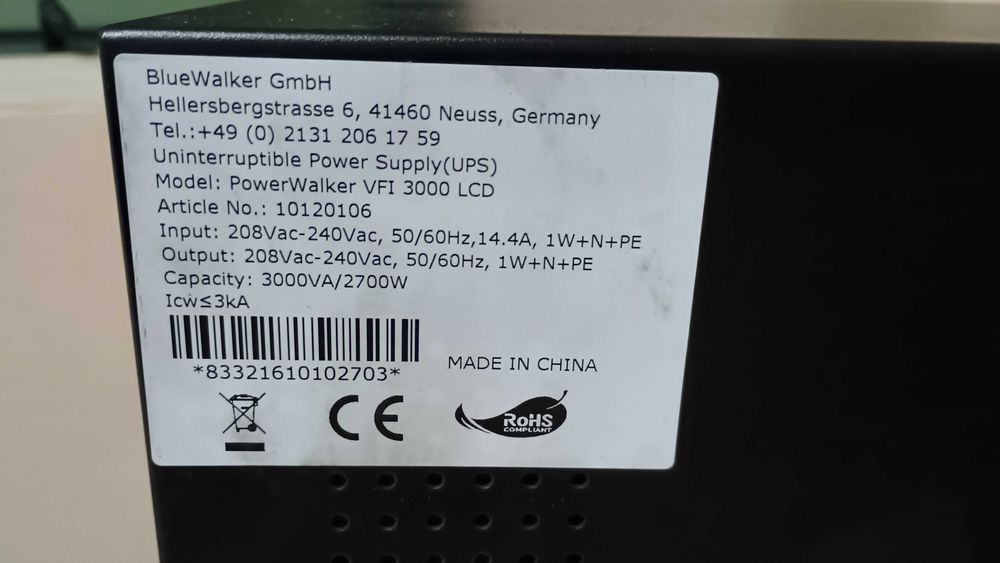 BlueWalker GmbH
Hellersbergstrasse 6, 41460 Neuss, Germany
Tel.:+49 (0) 2131 206 17 59
Uninterruptible Power Supply(UPS)
Model: PowerWalker VFI 3000 LCD
Article No.: 10120106
Input: 208Vac-240Vac, 50/60Hz,14.4A, 1W+N+PE
Output: 208Vac-240Vac, 50/60Hz, 1W+N+PE
Capacity: 3000VA/2700W
Icw≤3kA
*83321610102703*
MADE IN CHINA
CE
RoHS
COMPLIANT